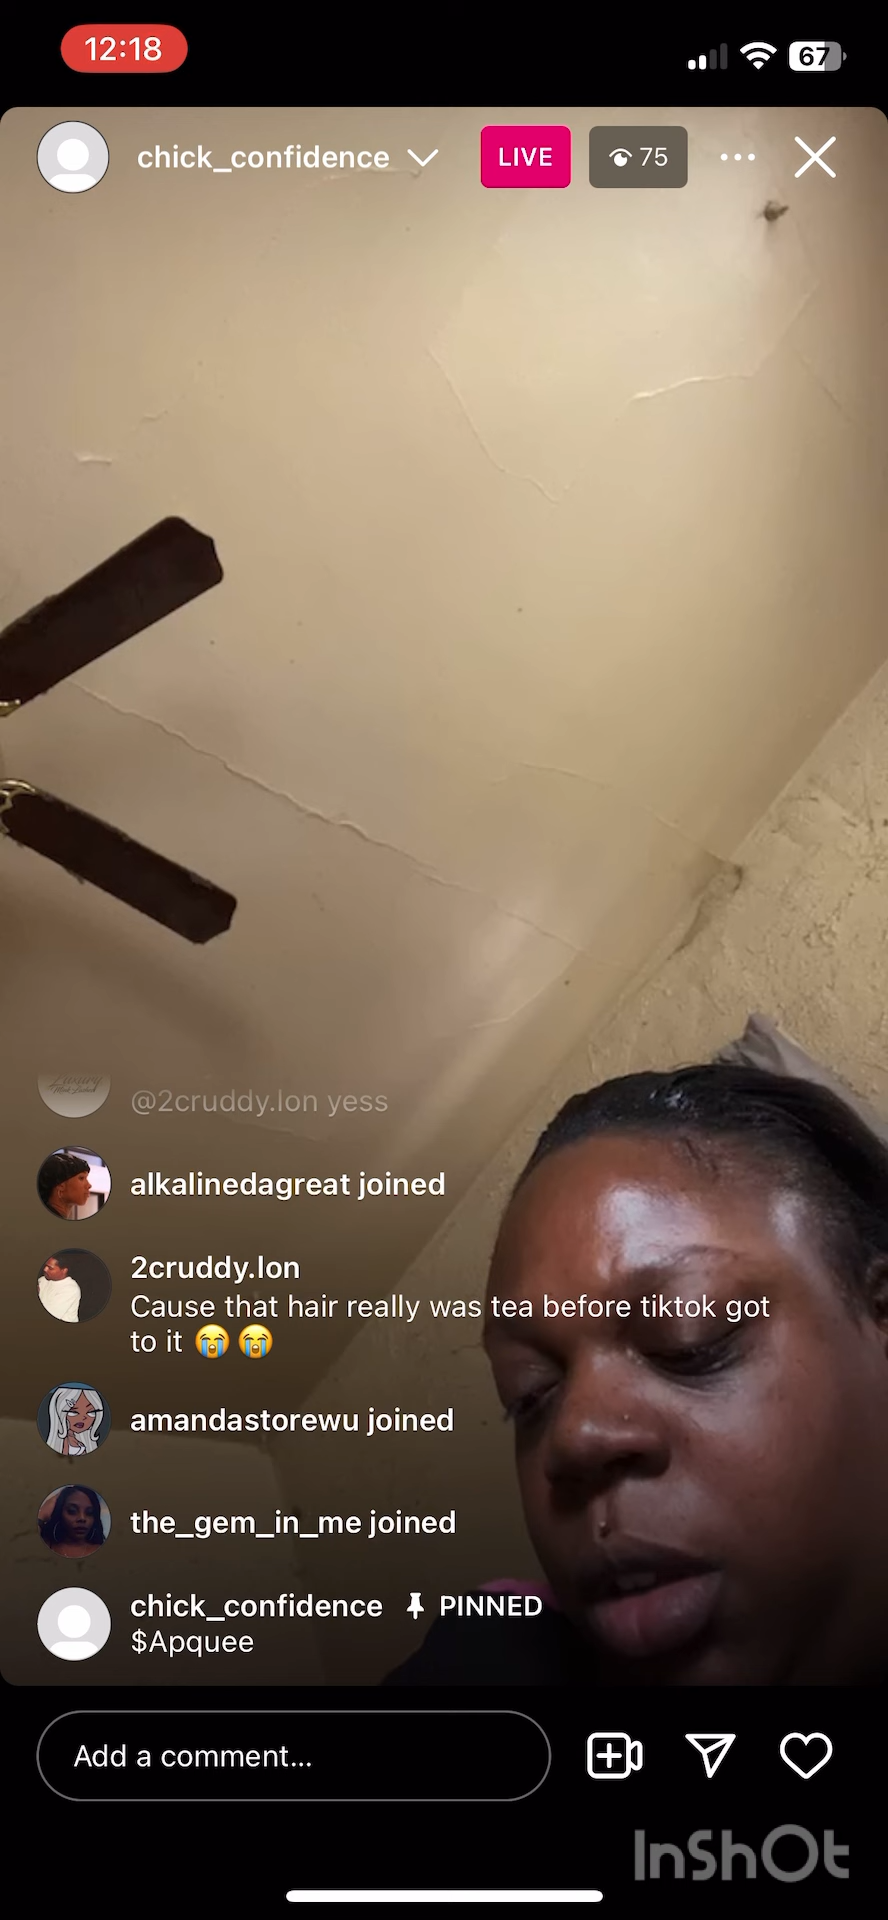 12:18
67
chick_confidence
LIVE
75
@2cruddy.lon yess
alkalinedagreat joined
2cruddy.lon
Cause that hair really was tea before tiktok got
to it 😭 😭
amandastorewu joined
the_gem_in_me joined
chick_confidence PINNED
$Apquee
Add a comment...
InShOt